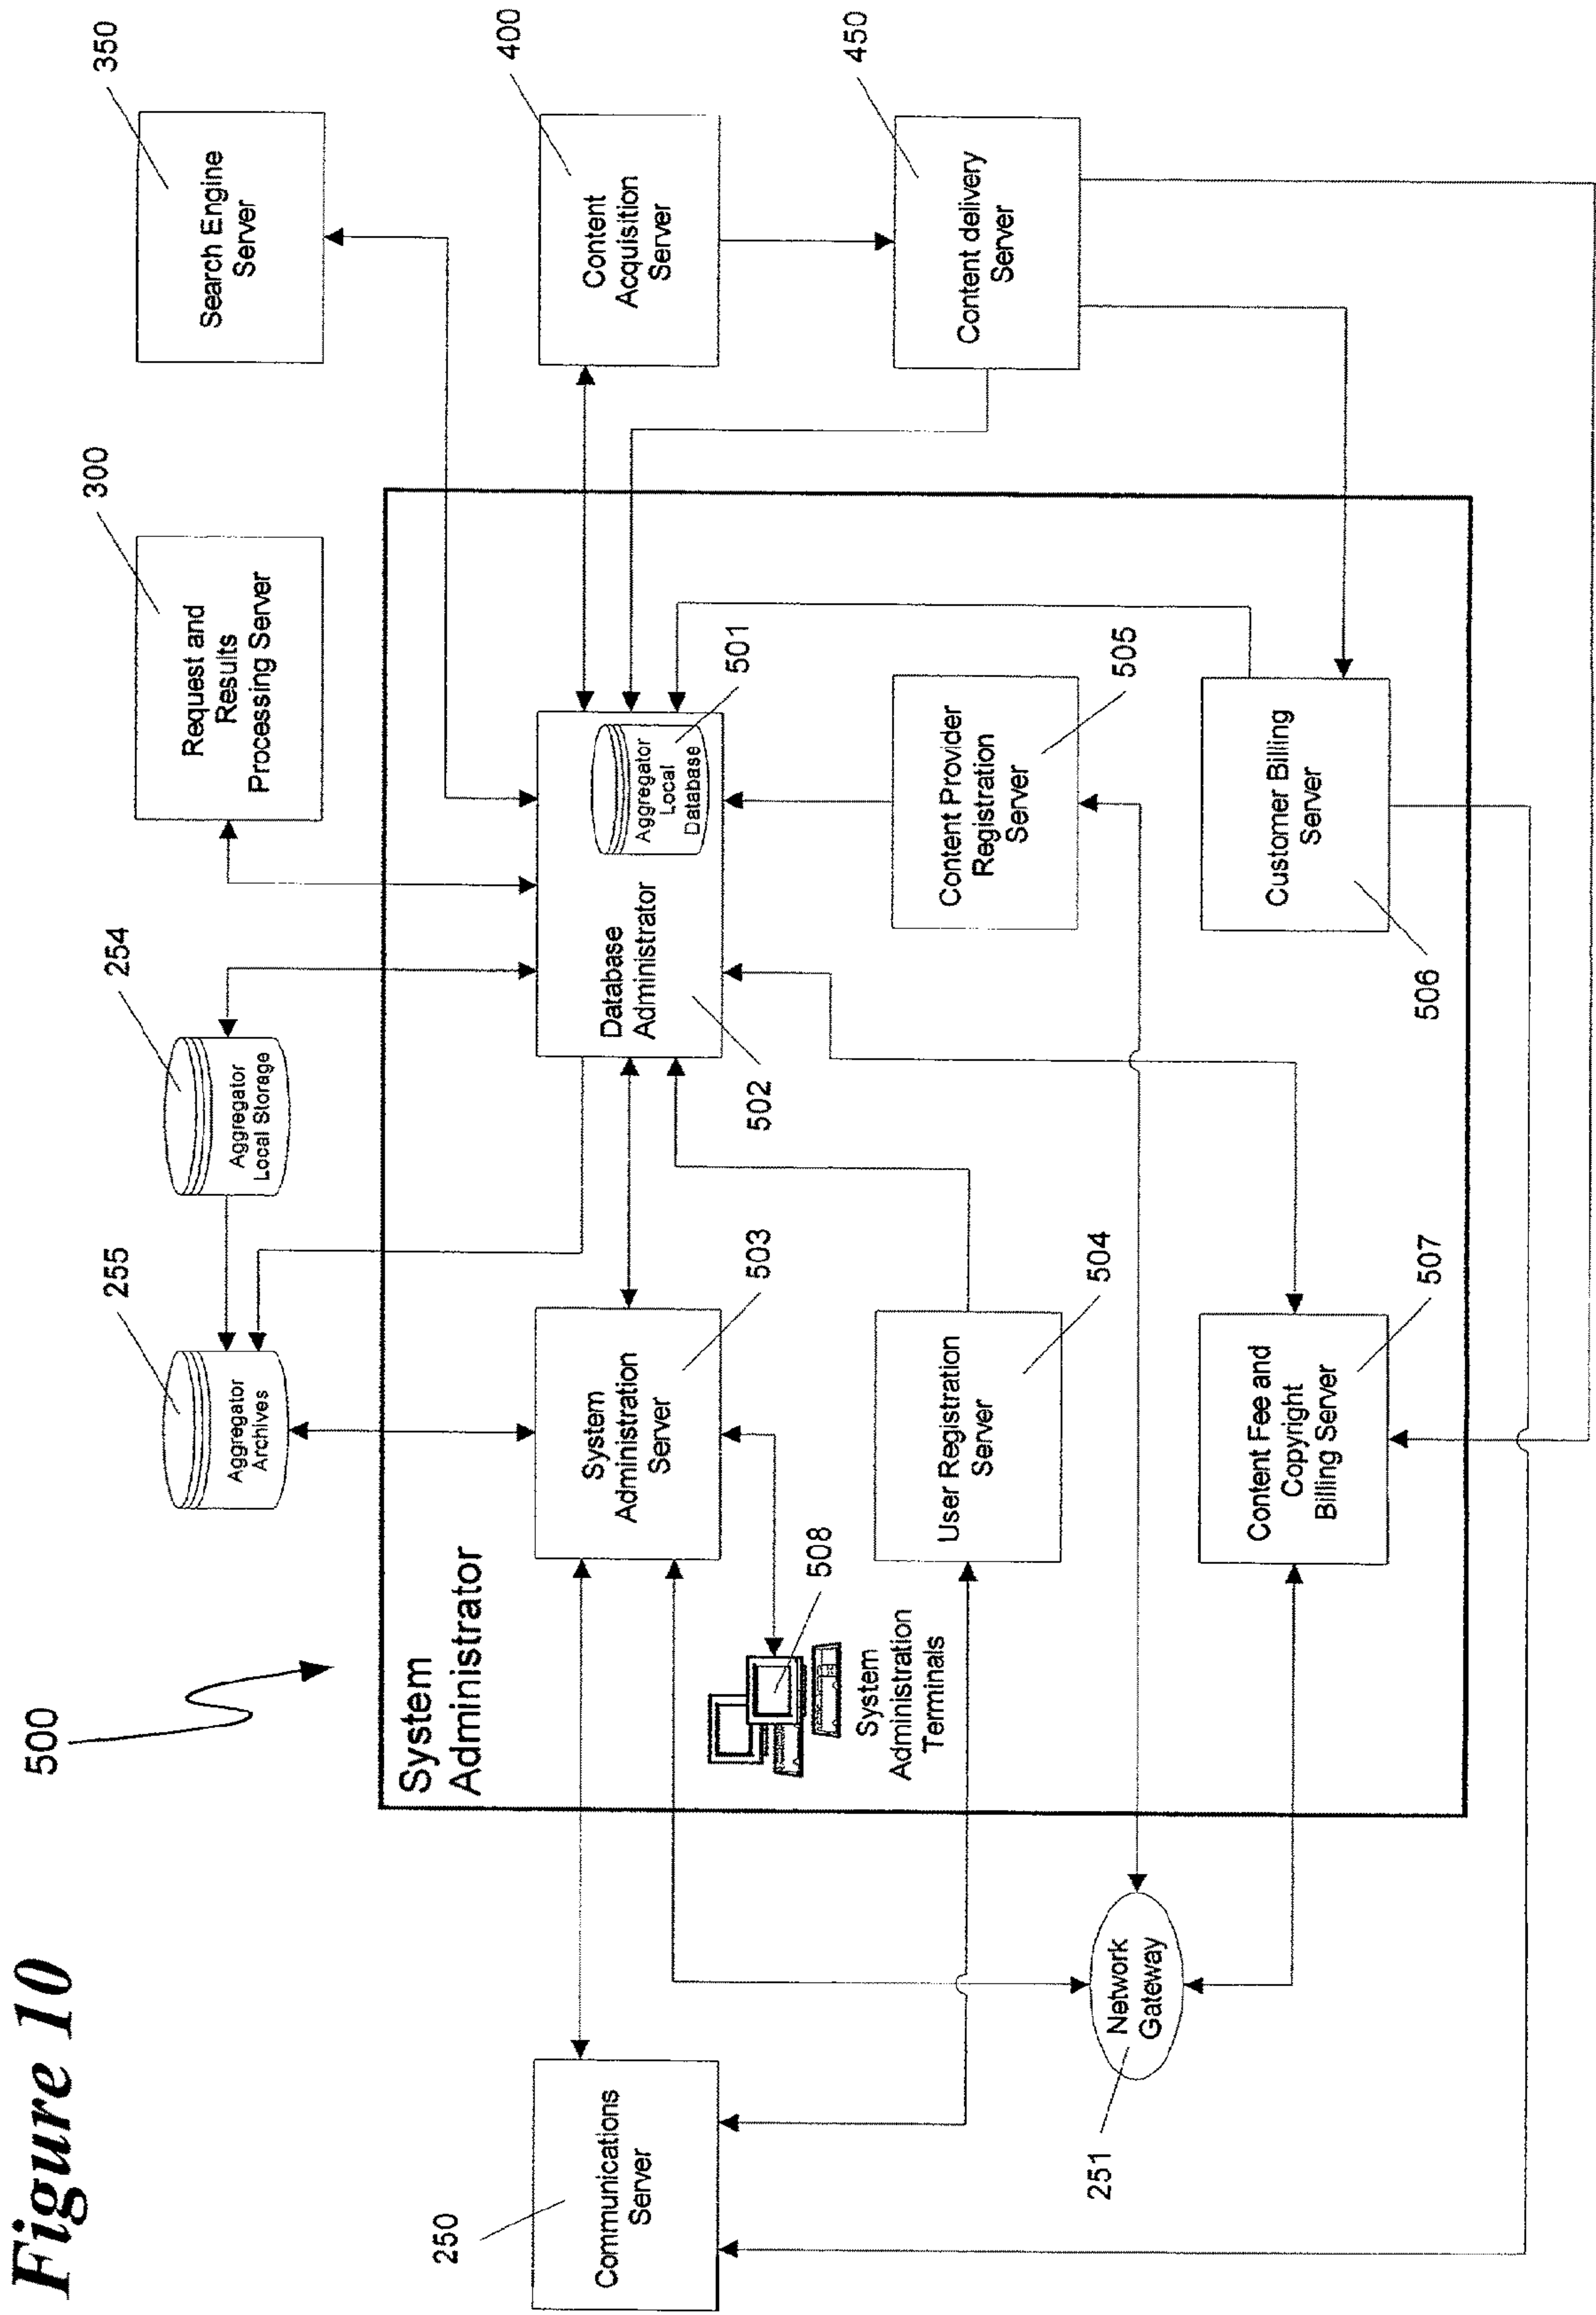 Figure 10
500
255
254
300
350
Aggregator
Archives
Aggregator
Local Storage
Request and
Results
Processing Server
Search Engine
Server
System
Administrator
250
Communications
Server
System
Administration
Server
503
Database
Administrator
502
Aggregator
Local
Database
501
Content
Acquisition
Server
400
508
System
Administration
Terminals
User Registration
Server
504
Content Provider
Registration
Server
505
Content delivery
Server
450
251
Network
Gateway
Content Fee and
Copyright
Billing Server
507
Customer Billing
Server
506